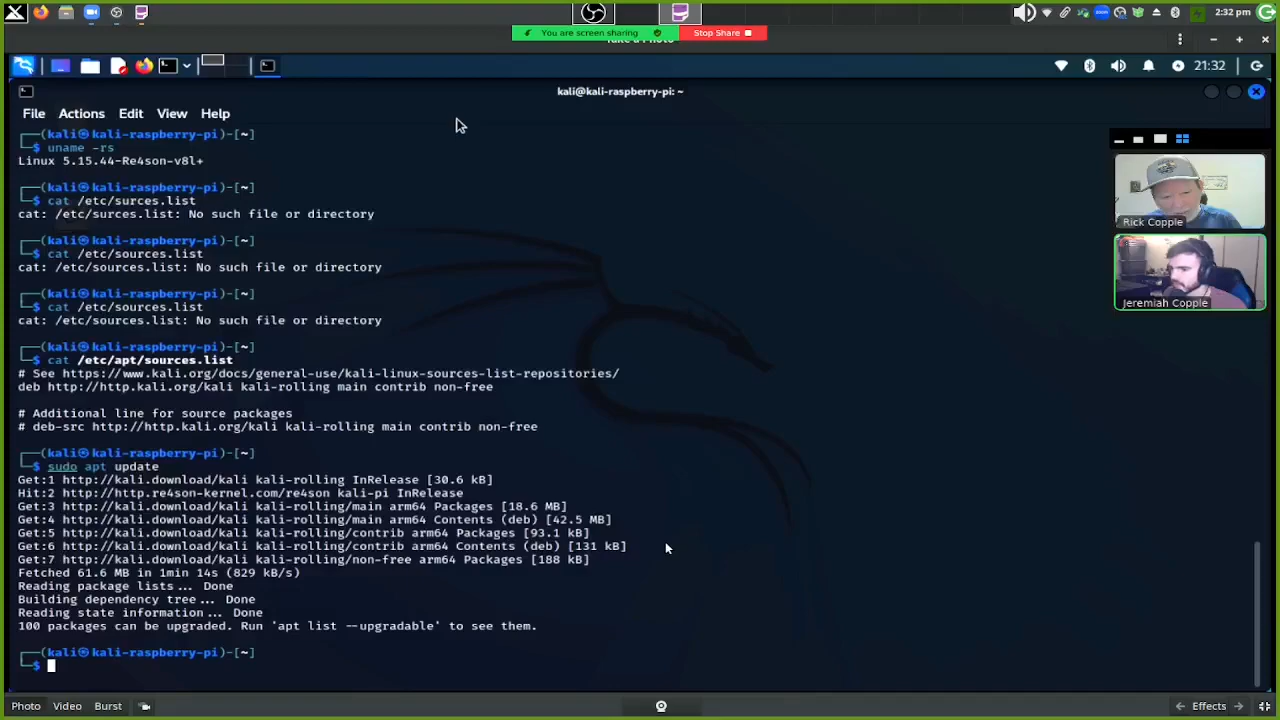 2:32 pm
You are screen sharing
Stop Share
21:32
kali@kali-raspberry-pi: ~
File Actions Edit View Help
┌──(kali㉿kali-raspberry-pi)-[~]
└─$ uname -rs
Linux 5.15.44-Re4son-v8l+
┌──(kali㉿kali-raspberry-pi)-[~]
└─$ cat /etc/surces.list
cat: /etc/surces.list: No such file or directory
┌──(kali㉿kali-raspberry-pi)-[~]
└─$ cat /etc/sources.list
cat: /etc/sources.list: No such file or directory
┌──(kali㉿kali-raspberry-pi)-[~]
└─$ cat /etc/sources.list
cat: /etc/sources.list: No such file or directory
┌──(kali㉿kali-raspberry-pi)-[~]
└─$ cat /etc/apt/sources.list
# See https://www.kali.org/docs/general-use/kali-linux-sources-list-repositories/
deb http://http.kali.org/kali kali-rolling main contrib non-free
# Additional line for source packages
# deb-src http://http.kali.org/kali kali-rolling main contrib non-free
┌──(kali㉿kali-raspberry-pi)-[~]
└─$ sudo apt update
Get:1 http://kali.download/kali kali-rolling InRelease [30.6 kB]
Hit:2 http://http.re4son-kernel.com/re4son kali-pi InRelease
Get:3 http://kali.download/kali kali-rolling/main arm64 Packages [18.6 MB]
Get:4 http://kali.download/kali kali-rolling/main arm64 Contents (deb) [42.5 MB]
Get:5 http://kali.download/kali kali-rolling/contrib arm64 Packages [93.1 kB]
Get:6 http://kali.download/kali kali-rolling/contrib arm64 Contents (deb) [131 kB]
Get:7 http://kali.download/kali kali-rolling/non-free arm64 Packages [188 kB]
Fetched 61.6 MB in 1min 14s (829 kB/s)
Reading package lists... Done
Building dependency tree... Done
Reading state information... Done
100 packages can be upgraded. Run 'apt list --upgradable' to see them.
┌──(kali㉿kali-raspberry-pi)-[~]
└─$
Rick Copple
Jeremiah Copple
Photo Video Burst
Effects